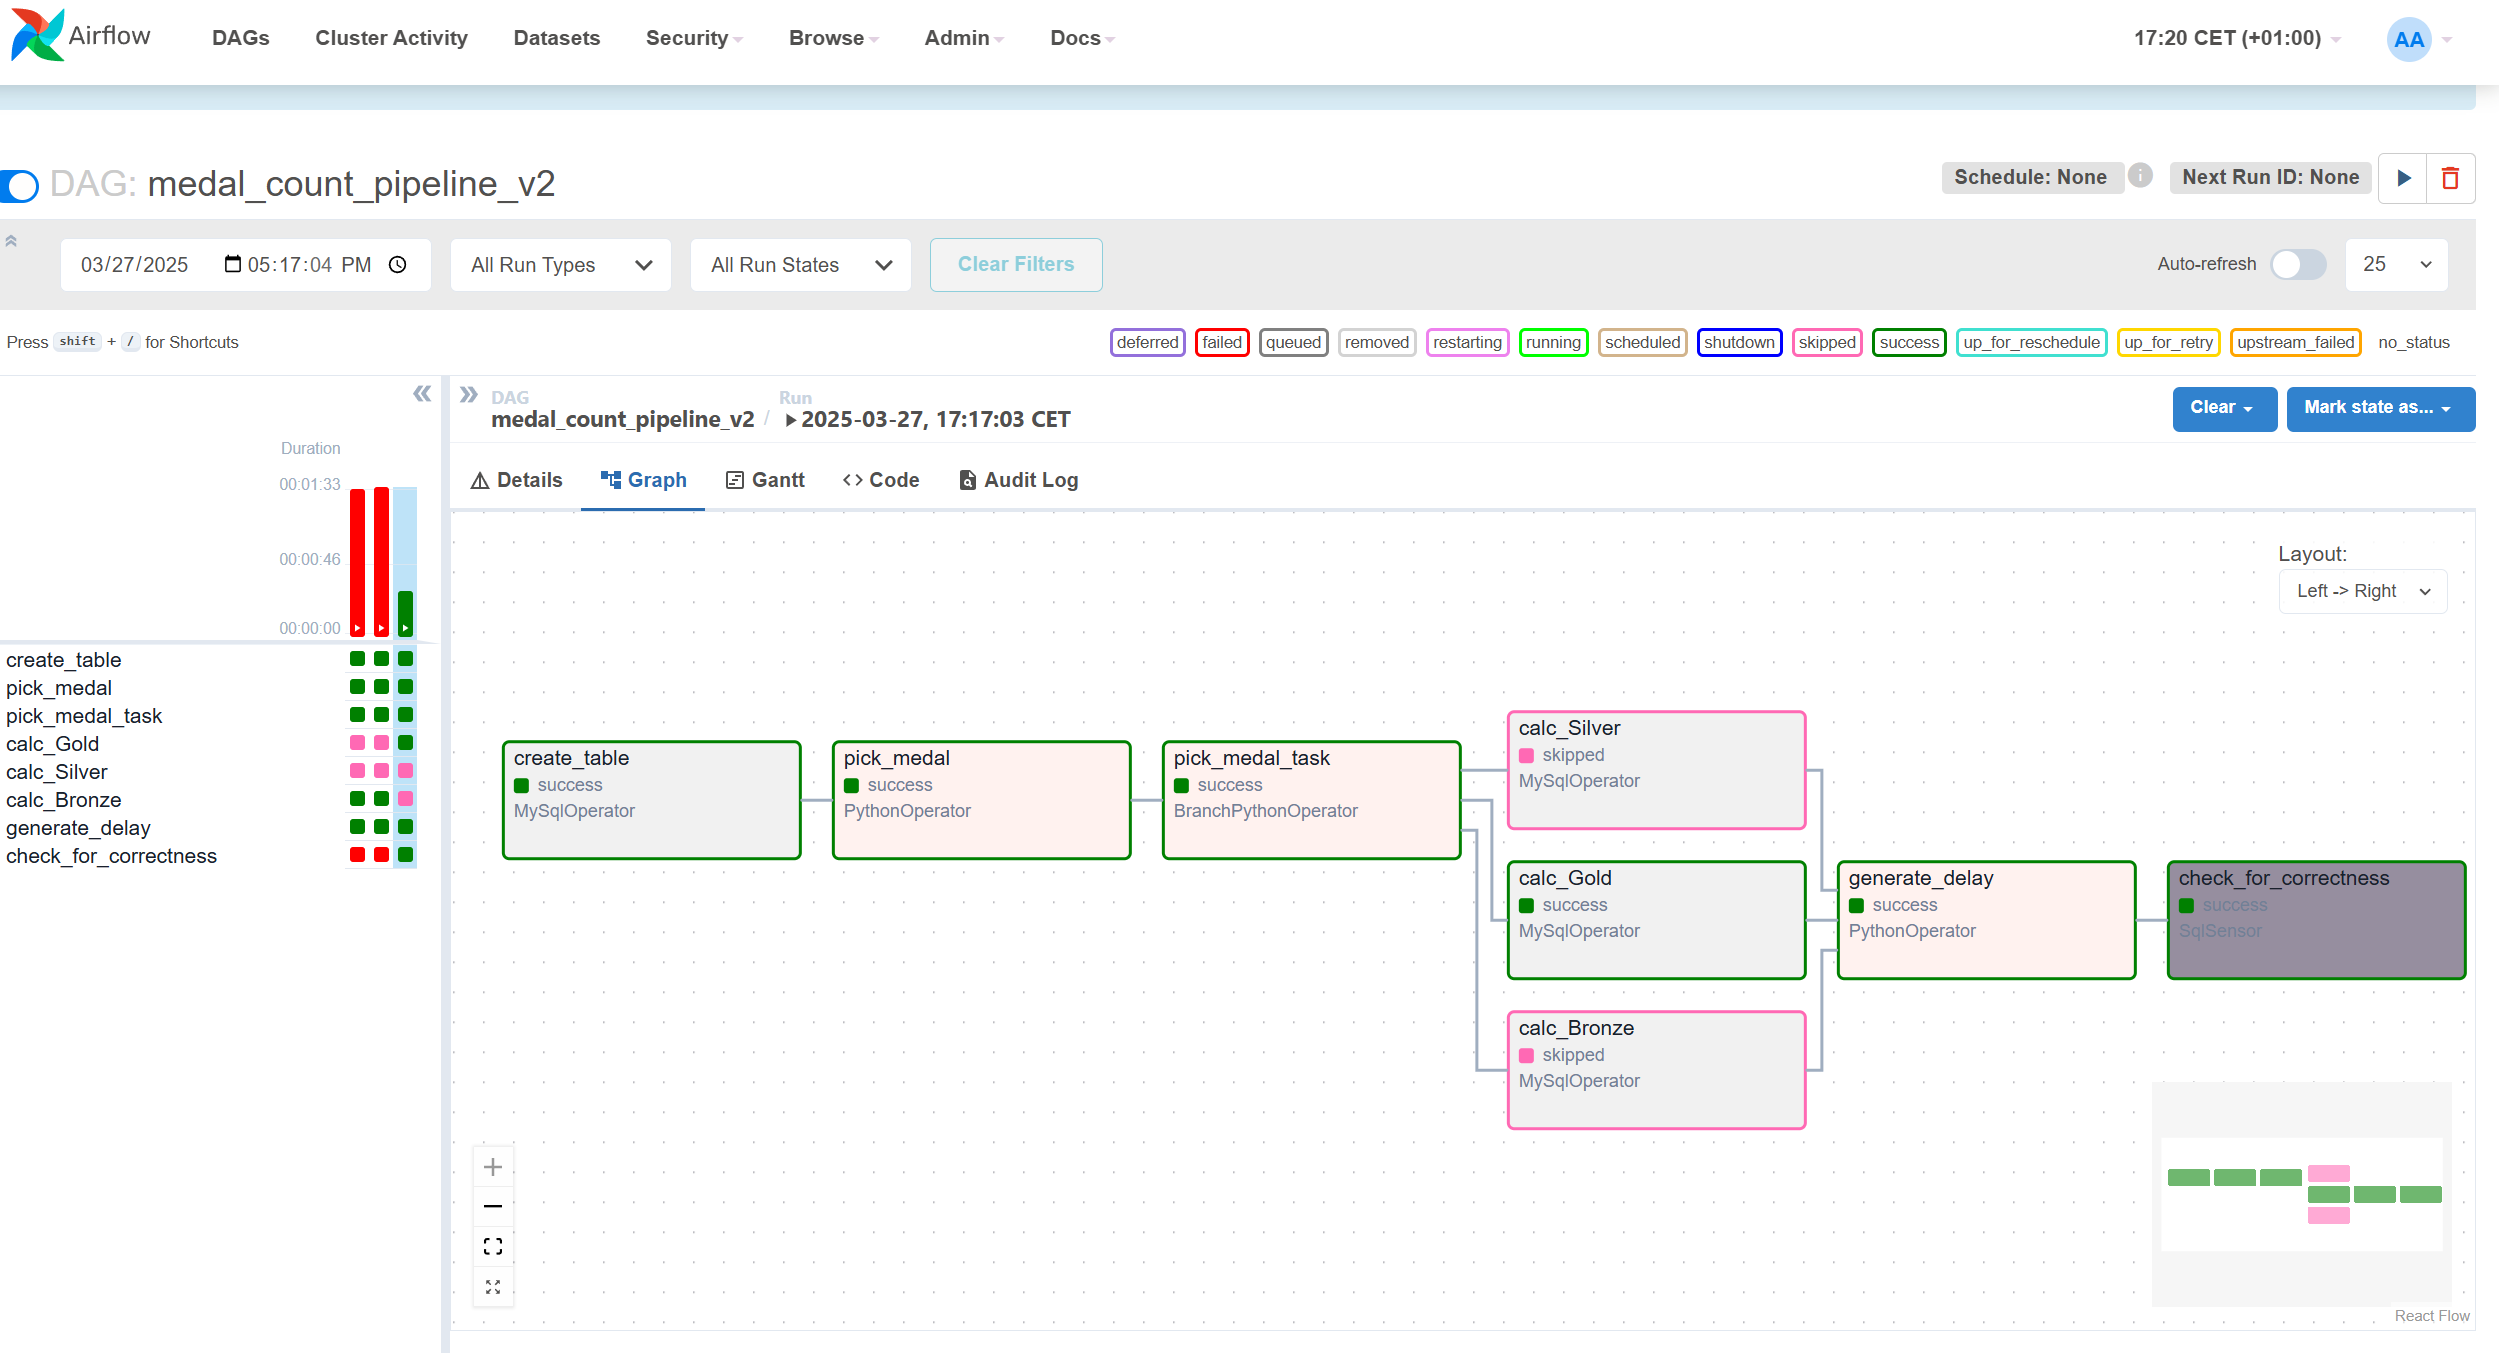 Airflow DAGs Cluster Activity Datasets Security Browse Admin Docs 17:20 CET (+01:00) AA
DAG: medal_count_pipeline_v2 Schedule: None i Next Run ID: None
03/27/2025 05:17:04 PM All Run Types All Run States Clear Filters Auto-refresh 25
Press shift + / for Shortcuts deferred failed queued removed restarting running scheduled shutdown skipped success up_for_reschedule up_for_retry upstream_failed no_status
DAG Run
medal_count_pipeline_v2 / 2025-03-27, 17:17:03 CET Clear Mark state as...
Details Graph Gantt Code Audit Log
Duration
00:01:33
00:00:46
00:00:00
create_table
pick_medal
pick_medal_task
calc_Gold
calc_Silver
calc_Bronze
generate_delay
check_for_correctness
Layout:
Left -> Right
create_table
success
MySqlOperator
pick_medal
success
PythonOperator
pick_medal_task
success
BranchPythonOperator
calc_Silver
skipped
MySqlOperator
calc_Gold
success
MySqlOperator
calc_Bronze
skipped
MySqlOperator
generate_delay
success
PythonOperator
check_for_correctness
success
SqlSensor
React Flow